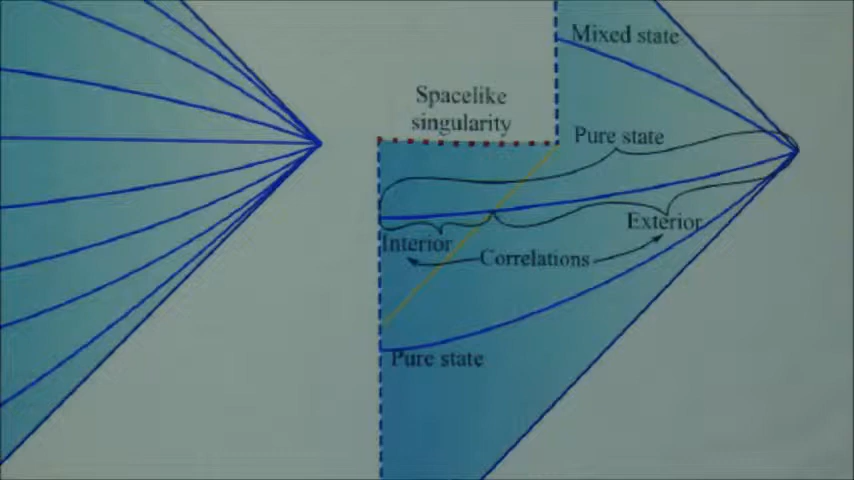 Mixed state
Spacelike
singularity
Pure state
Exterior
Interior
Correlations
Pure state